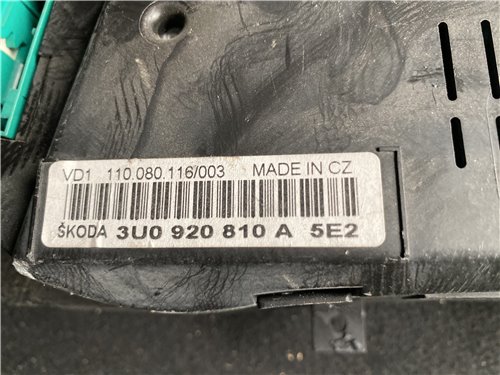 VD1 110.080.116/003 MADE IN CZ
ŠKODA 3U0 920 810 A 5E2